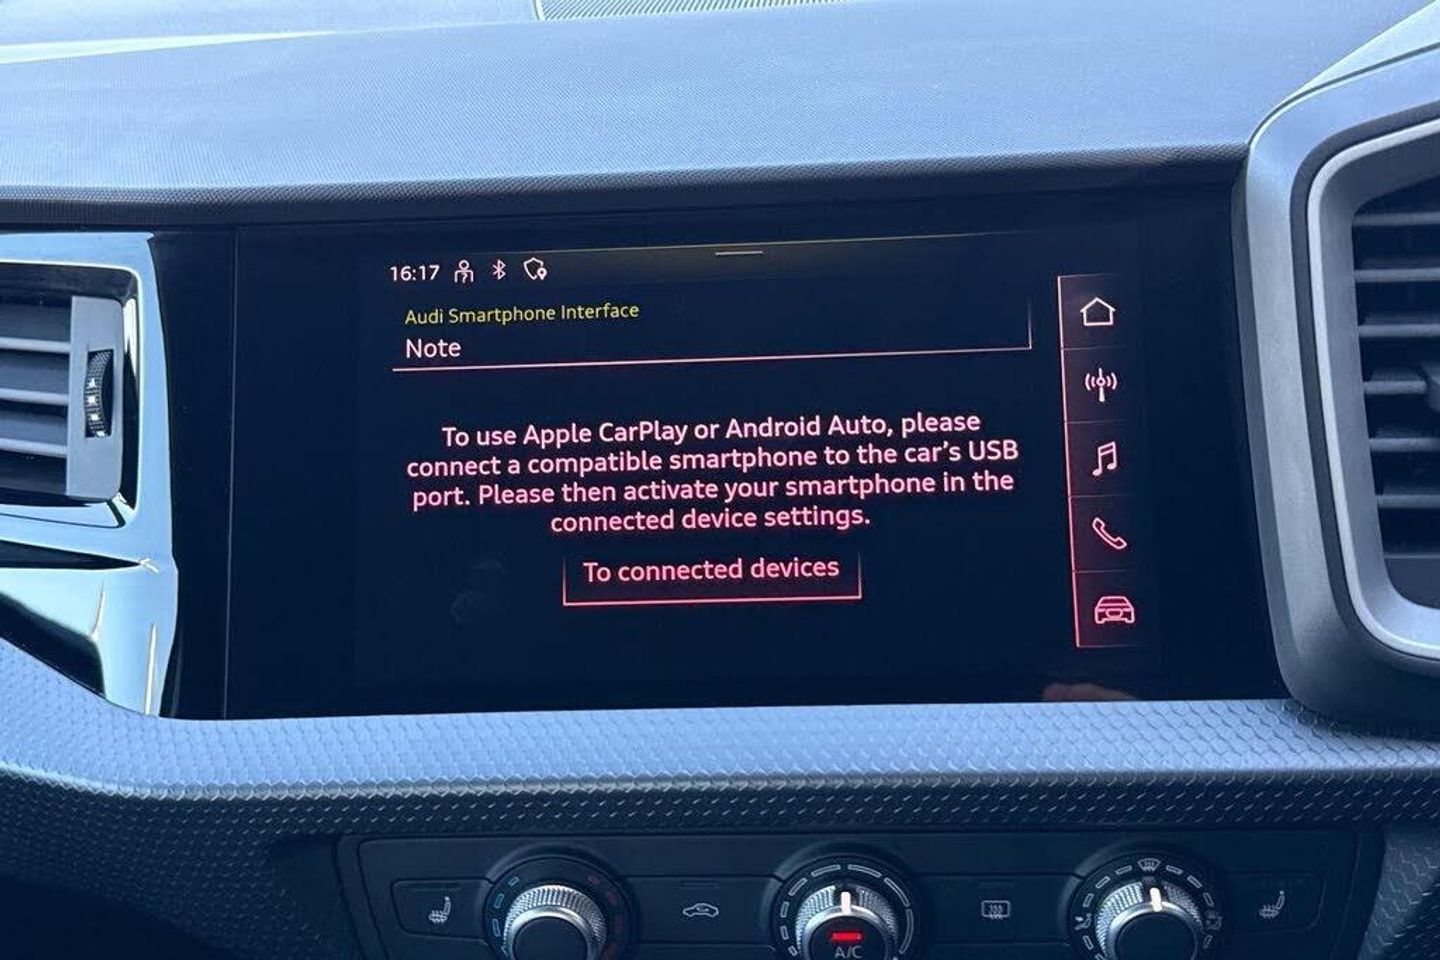 16:17
Audi Smartphone Interface
Note
To use Apple CarPlay or Android Auto, please
connect a compatible smartphone to the car's USB
port. Please then activate your smartphone in the
connected device settings.
To connected devices
A/C